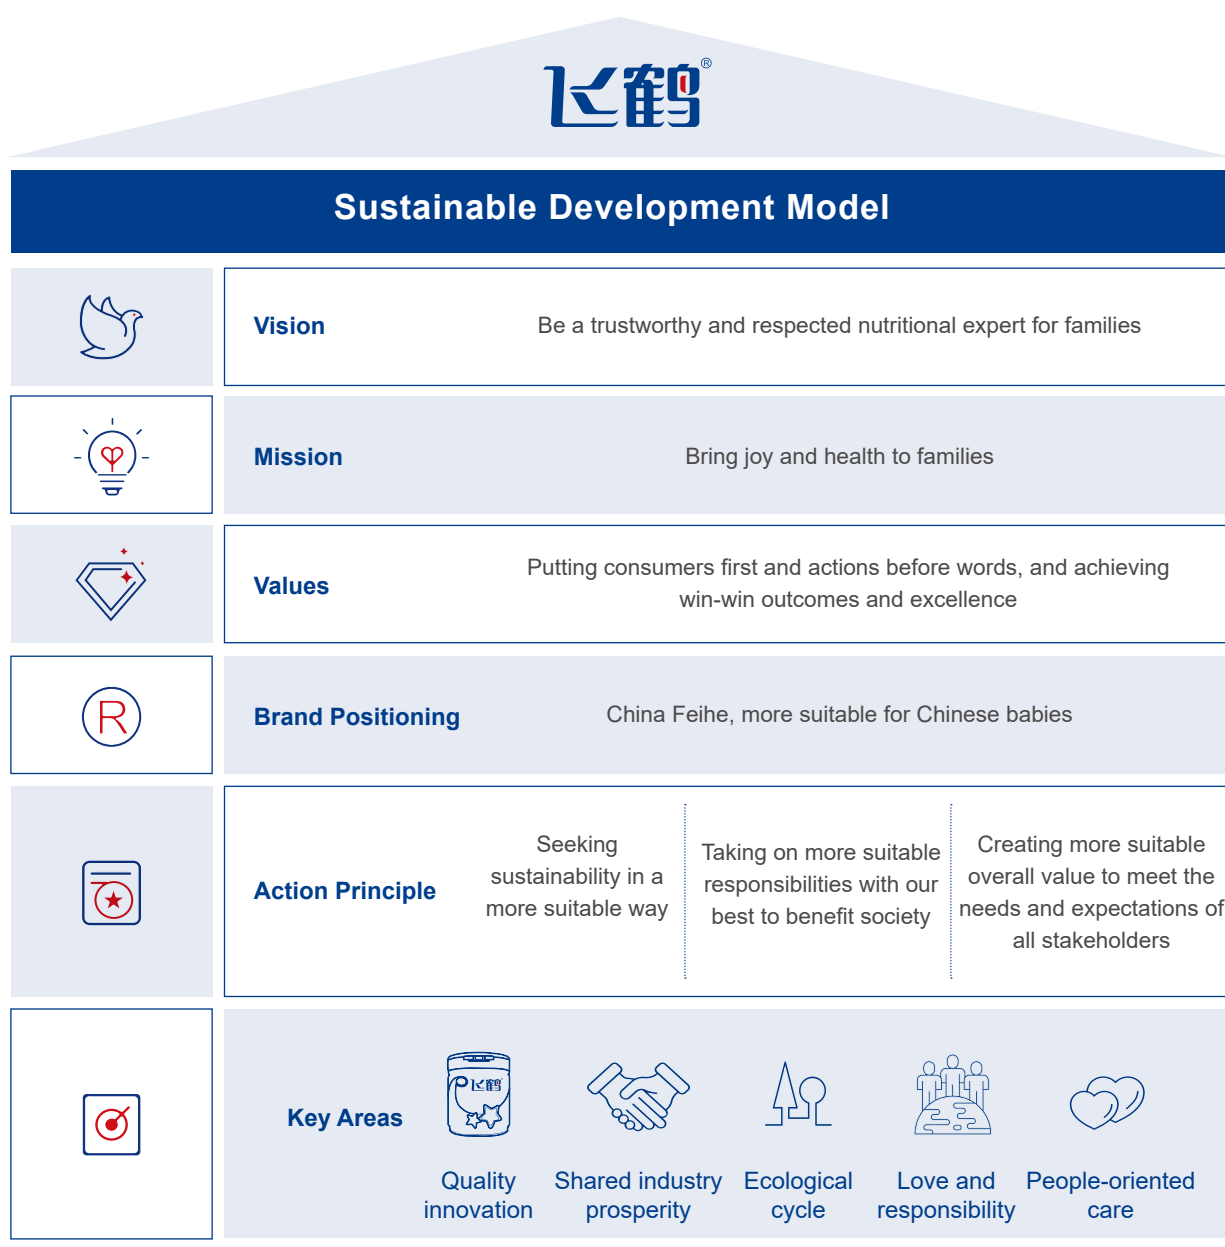 飞鹤®
Sustainable Development Model
Vision
Be a trustworthy and respected nutritional expert for families
Mission
Bring joy and health to families
Values
Putting consumers first and actions before words, and achieving
win-win outcomes and excellence
R
Brand Positioning
China Feihe, more suitable for Chinese babies
Action Principle
Seeking
sustainability in a
more suitable way
Taking on more suitable
responsibilities with our
best to benefit society
Creating more suitable
overall value to meet the
needs and expectations of
all stakeholders
Key Areas
飞鹤
Quality
innovation
Shared industry
prosperity
Ecological
cycle
Love and
responsibility
People-oriented
care